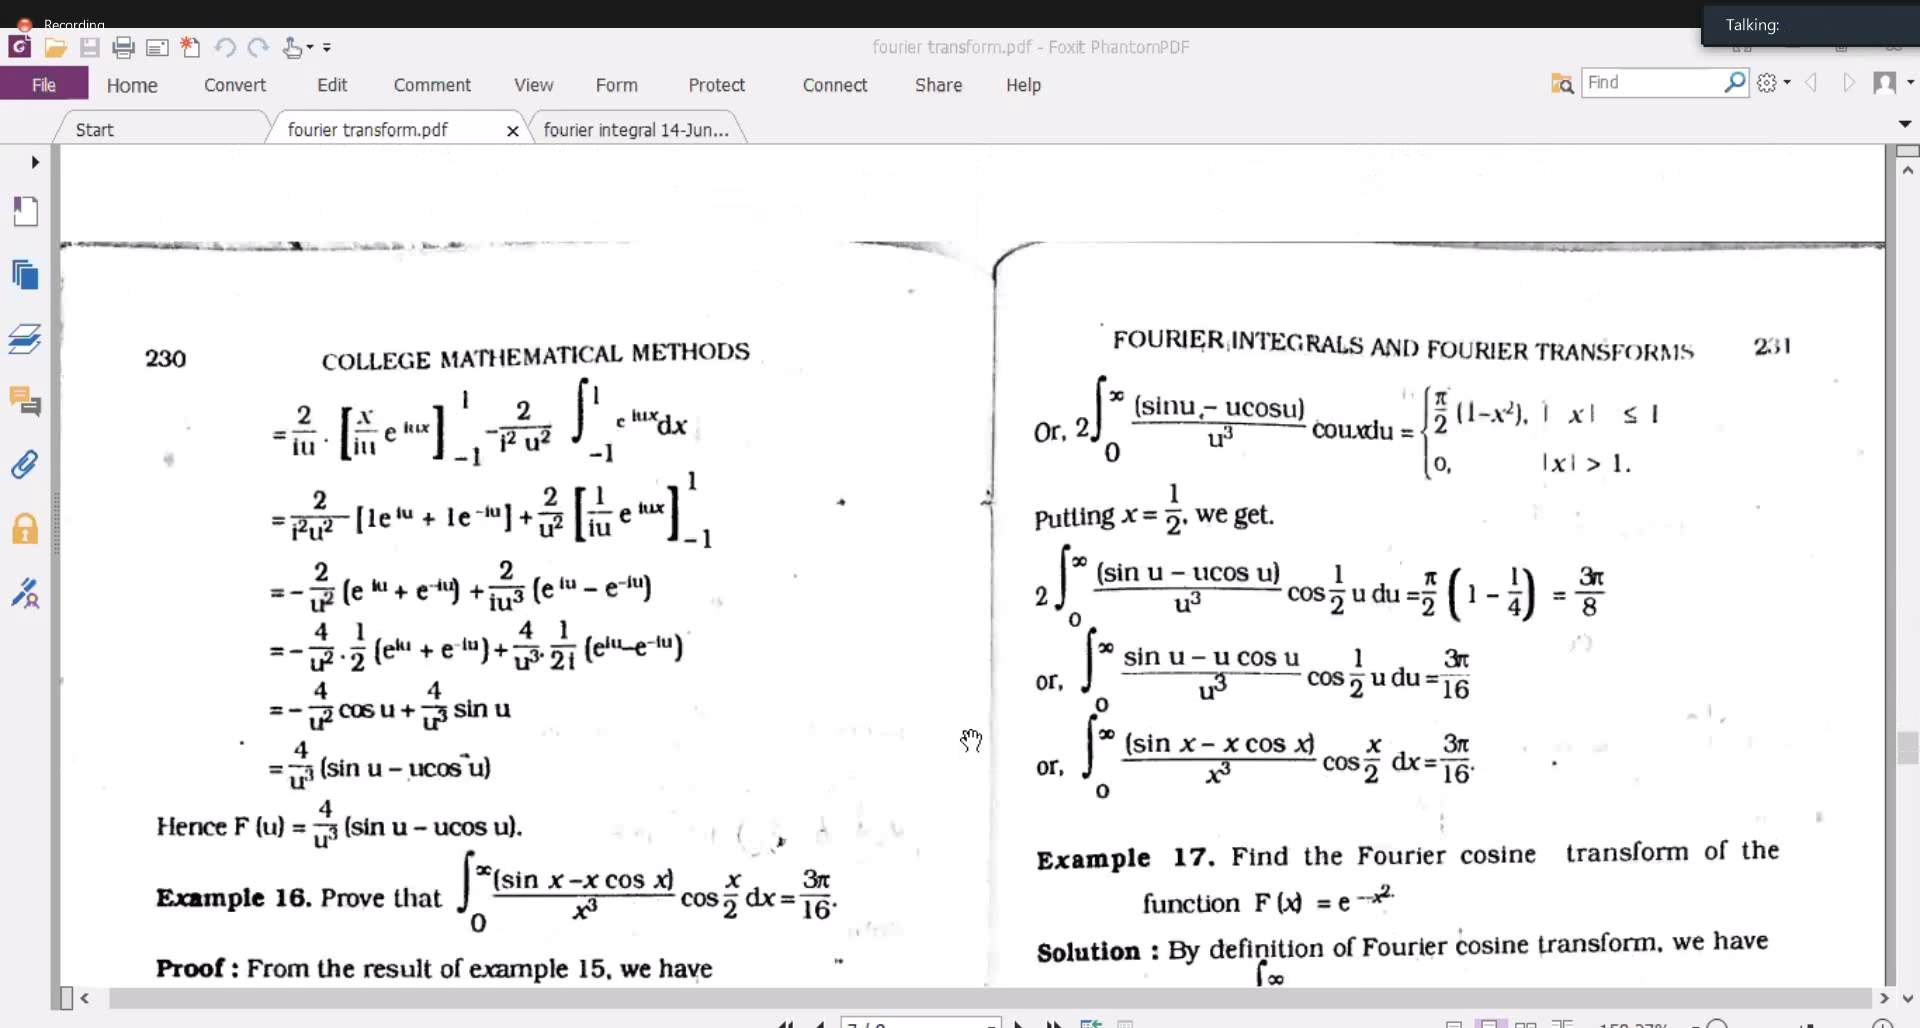 Recording
Talking:
fourier transform.pdf - Foxit PhantomPDF
File Home Convert Edit Comment View Form Protect Connect Share Help Find
Start fourier transform.pdf fourier integral 14-Jun...
230 COLLEGE MATHEMATICAL METHODS
= 2/iu . [x/iu e^iux]_-1^1 - 2/i²u² ∫_-1^1 e^iux dx
= 2/i²u² [1e^iu + 1e^-iu] + 2/u² [1/iu e^iux]_-1^1
= - 2/u² (e^iu + e^-iu) + 2/iu³ (e^iu - e^-iu)
= - 4/u² . 1/2 (e^iu + e^-iu) + 4/u³ . 1/2i (e^iu - e^-iu)
= - 4/u² cos u + 4/u³ sin u
= 4/u³ (sin u - ucos u)
Hence F (u) = 4/u³ (sin u - ucos u).
Example 16. Prove that ∫_0^∞ (sin x - x cos x)/x³ cos x/2 dx = 3π/16.
Proof : From the result of example 15, we have
FOURIER INTEGRALS AND FOURIER TRANSFORMS 231
Or, 2∫_0^∞ (sinu - ucosu)/u³ couxdu = { π/2 (1-x²), | x| ≤ 1
0, |x| > 1.
Putting x = 1/2, we get.
2 ∫_0^∞ (sin u - ucos u)/u³ cos 1/2 u du = π/2 (1 - 1/4) = 3π/8
or, ∫_0^∞ sin u - u cos u/u³ cos 1/2 u du = 3π/16
or, ∫_0^∞ (sin x - x cos x)/x³ cos x/2 dx = 3π/16.
Example 17. Find the Fourier cosine transform of the
function F (x) = e^-x².
Solution : By definition of Fourier cosine transform, we have
∫^∞